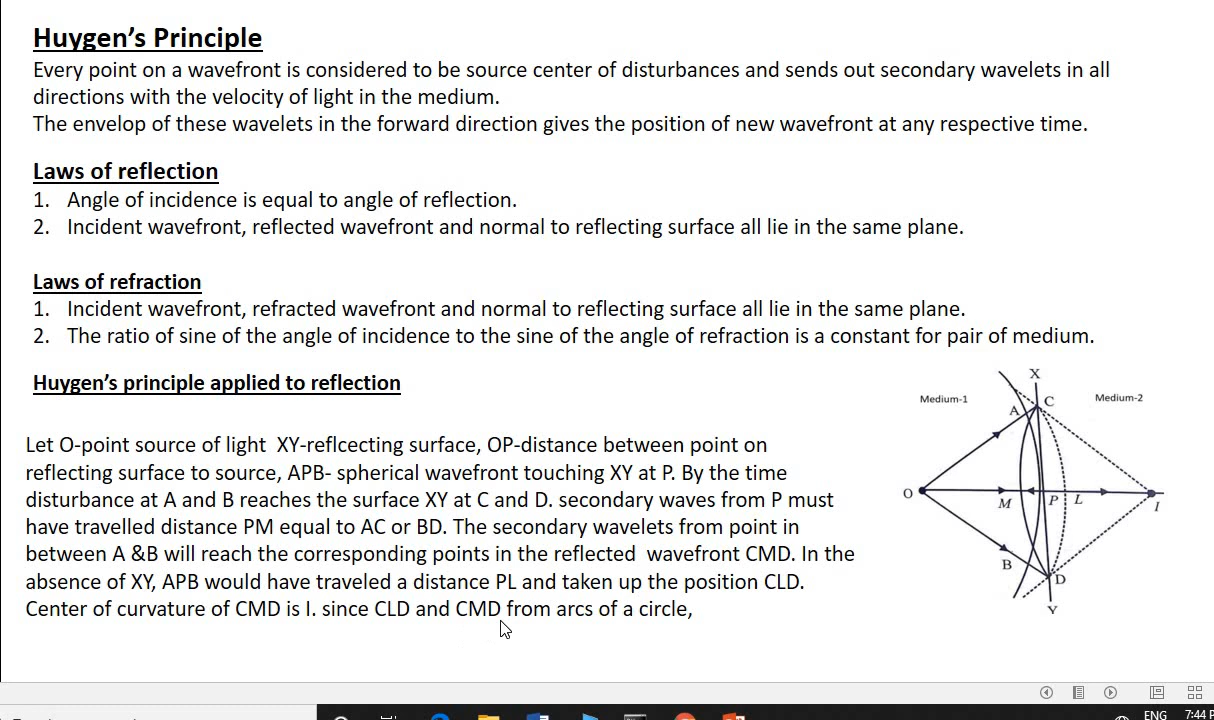 Huygen’s Principle
Every point on a wavefront is considered to be source center of disturbances and sends out secondary wavelets in all
directions with the velocity of light in the medium.
The envelop of these wavelets in the forward direction gives the position of new wavefront at any respective time.
Laws of reflection
1. Angle of incidence is equal to angle of reflection.
2. Incident wavefront, reflected wavefront and normal to reflecting surface all lie in the same plane.
Laws of refraction
1. Incident wavefront, refracted wavefront and normal to reflecting surface all lie in the same plane.
2. The ratio of sine of the angle of incidence to the sine of the angle of refraction is a constant for pair of medium.
Huygen’s principle applied to reflection
Let O-point source of light XY-reflcecting surface, OP-distance between point on
reflecting surface to source, APB- spherical wavefront touching XY at P. By the time
disturbance at A and B reaches the surface XY at C and D. secondary waves from P must
have travelled distance PM equal to AC or BD. The secondary wavelets from point in
between A &B will reach the corresponding points in the reflected wavefront CMD. In the
absence of XY, APB would have traveled a distance PL and taken up the position CLD.
Center of curvature of CMD is I. since CLD and CMD from arcs of a circle,
X
Medium-1
C
Medium-2
A
O
M
P
L
I
B
D
Y
ENG
7:44 P